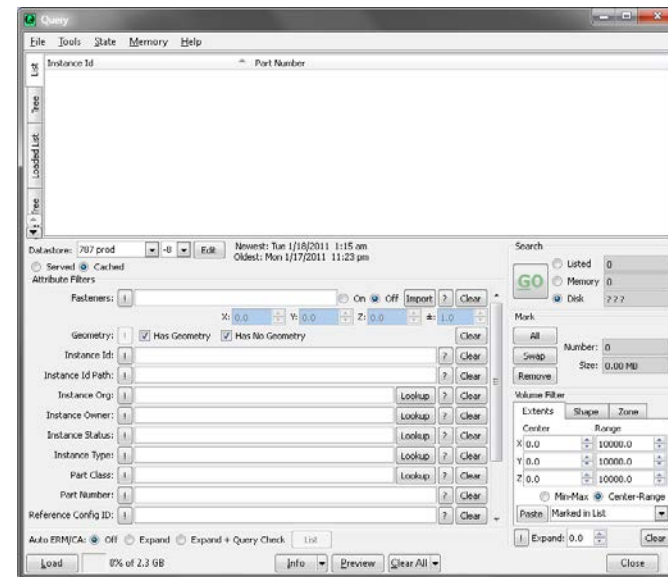 Query
File Tools State Memory Help
List
Instance Id Part Number
Tree
Loaded List
Tree
Datastore: 787 prod -8 Edit Newest: Tue 1/18/2011 1:15 am
Oldest: Mon 1/17/2011 11:23 pm
Served Cached
Attribute Filters
Fasteners: ! On Off Import ? Clear
X: 0.0 Y: 0.0 Z: 0.0 ±: 1.0
Geometry: ! Has Geometry Has No Geometry Clear
Instance Id: ! ? Clear
Instance Id Path: ! ? Clear
Instance Org: ! Lookup ? Clear
Instance Owner: ! Lookup ? Clear
Instance Status: ! Lookup ? Clear
Instance Type: ! Lookup ? Clear
Part Class: ! Lookup ? Clear
Part Number: ! ? Clear
Reference Config ID: ! ? Clear
Auto ERM/CA: Off Expand Expand + Query Check List
Load 0% of 2.3 GB Info Preview Clear All
Search
GO
Listed 0
Memory 0
Disk ???
Mark
All
Swap
Remove
Number: 0
Size: 0.00 MB
Volume Filter
Extents Shape Zone
Center Range
X 0.0 10000.0
Y 0.0 10000.0
Z 0.0 10000.0
Min-Max Center-Range
Paste Marked in List
! Expand: 0.0 Clear
Close